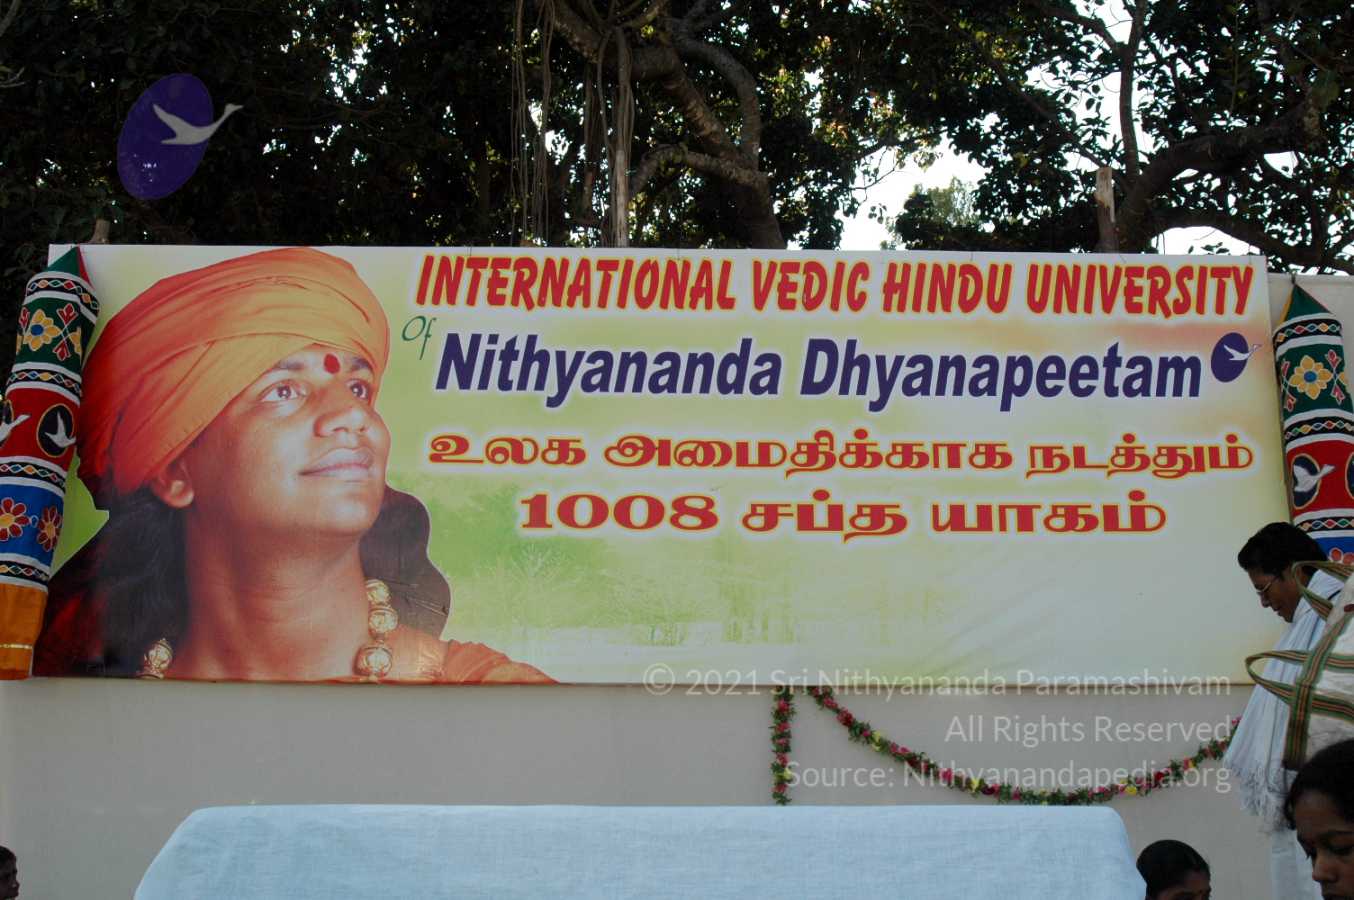 INTERNATIONAL VEDIC HINDU UNIVERSITY
Of
Nithyananda Dhyanapeetam
உலக அமைதிக்காக நடத்தும்
1008 சப்த யாகம்
© 2021 Sri Nithyananda Paramashivam
All Rights Reserved
Source: Nithyanandapedia.org